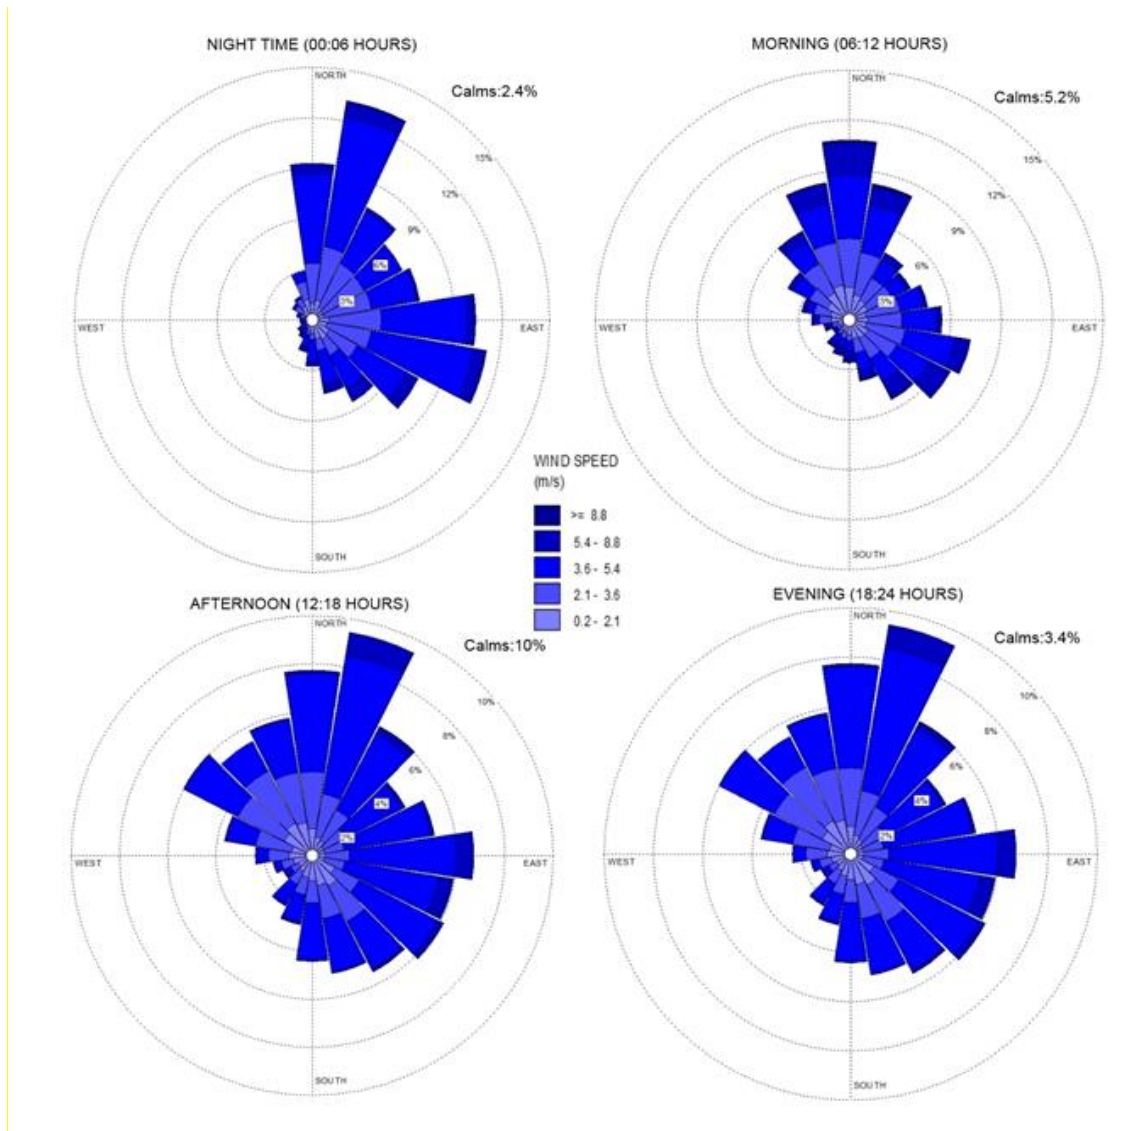 NIGHT TIME (00:06 HOURS)
NORTH
Calms:2.4%
15%
12%
9%
6%
3%
WEST
EAST
SOUTH
MORNING (06:12 HOURS)
NORTH
Calms:5.2%
15%
12%
9%
6%
3%
WEST
EAST
SOUTH
WIND SPEED
(m/s)
>= 8.8
5.4 - 8.8
3.6 - 5.4
2.1 - 3.6
0.2 - 2.1
AFTERNOON (12:18 HOURS)
NORTH
Calms:10%
10%
8%
6%
4%
2%
WEST
EAST
SOUTH
EVENING (18:24 HOURS)
NORTH
Calms:3.4%
10%
8%
6%
4%
2%
WEST
EAST
SOUTH